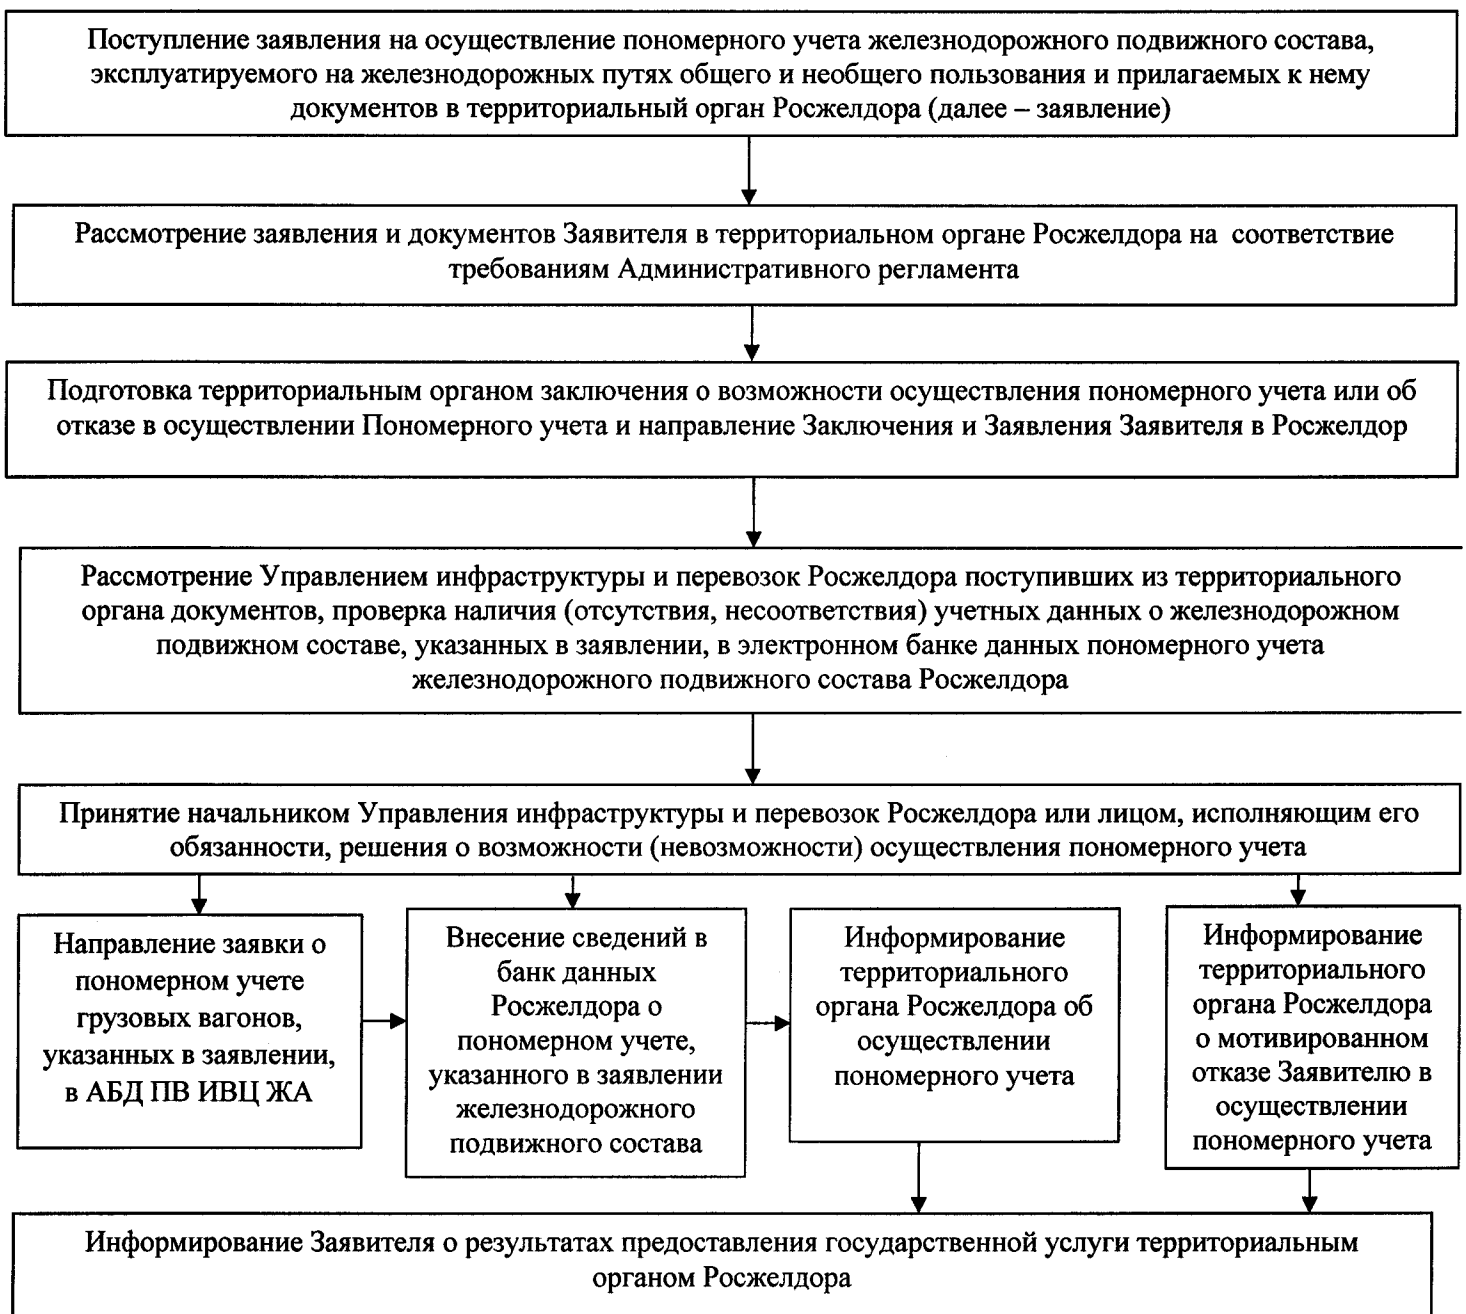 Поступление заявления на осуществление пономерного учета железнодорожного подвижного состава,
эксплуатируемого на железнодорожных путях общего и необщего пользования и прилагаемых к нему
документов в территориальный орган Росжелдора (далее – заявление)
Рассмотрение заявления и документов Заявителя в территориальном органе Росжелдора на соответствие
требованиям Административного регламента
Подготовка территориальным органом заключения о возможности осуществления пономерного учета или об
отказе в осуществлении Пономерного учета и направление Заключения и Заявления Заявителя в Росжелдор
Рассмотрение Управлением инфраструктуры и перевозок Росжелдора поступивших из территориального
органа документов, проверка наличия (отсутствия, несоответствия) учетных данных о железнодорожном
подвижном составе, указанных в заявлении, в электронном банке данных пономерного учета
железнодорожного подвижного состава Росжелдора
Принятие начальником Управления инфраструктуры и перевозок Росжелдора или лицом, исполняющим его
обязанности, решения о возможности (невозможности) осуществления пономерного учета
Направление заявки о
пономерном учете
грузовых вагонов,
указанных в заявлении,
в АБД ПВ ИВЦ ЖА
Внесение сведений в
банк данных
Росжелдора о
пономерном учете,
указанного в заявлении
железнодорожного
подвижного состава
Информирование
территориального
органа Росжелдора об
осуществлении
пономерного учета
Информирование
территориального
органа Росжелдора
о мотивированном
отказе Заявителю в
осуществлении
пономерного учета
Информирование Заявителя о результатах предоставления государственной услуги территориальным
органом Росжелдора